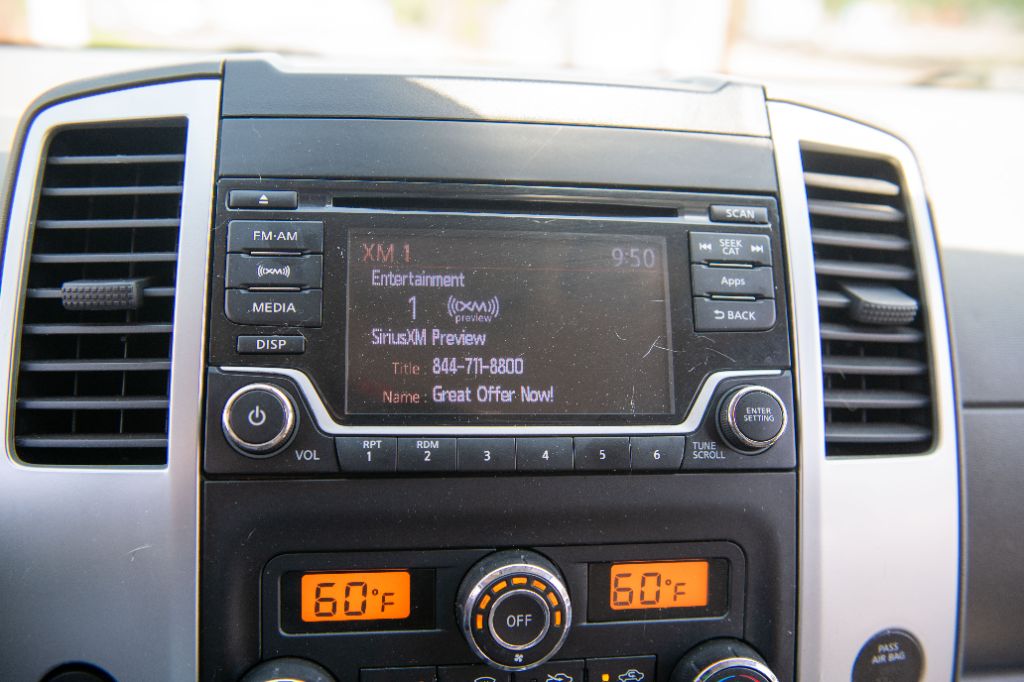 SCAN
FM·AM
SEEK
CAT
XM
Apps
MEDIA
BACK
DISP
XM 1 9:50
Entertainment
1 ((XM))
preview
SiriusXM Preview
Title : 844-711-8800
Name : Great Offer Now!
VOL
ENTER
SETTING
TUNE
SCROLL
RPT RDM
1 2 3 4 5 6
60°F
OFF
60°F
PASS
AIR BAG